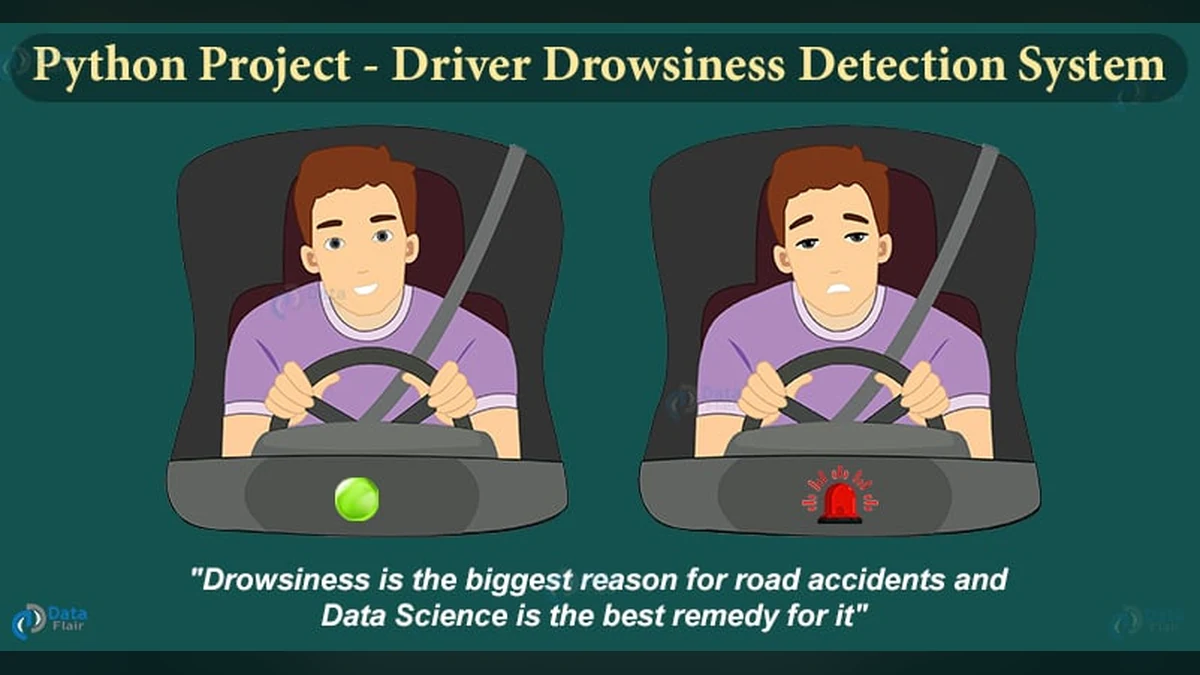 Python Project - Driver Drowsiness Detection System
"Drowsiness is the biggest reason for road accidents and
Data Science is the best remedy for it"
Data
Flair